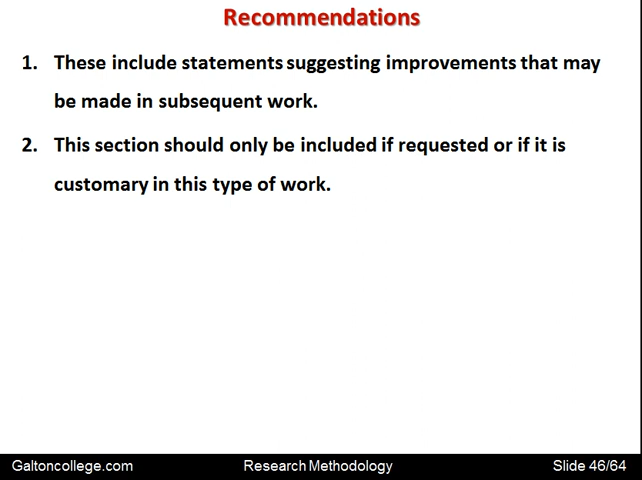 Recommendations
1. These include statements suggesting improvements that may
be made in subsequent work.
2. This section should only be included if requested or if it is
customary in this type of work.
Galtoncollege.com Research Methodology Slide 46/64